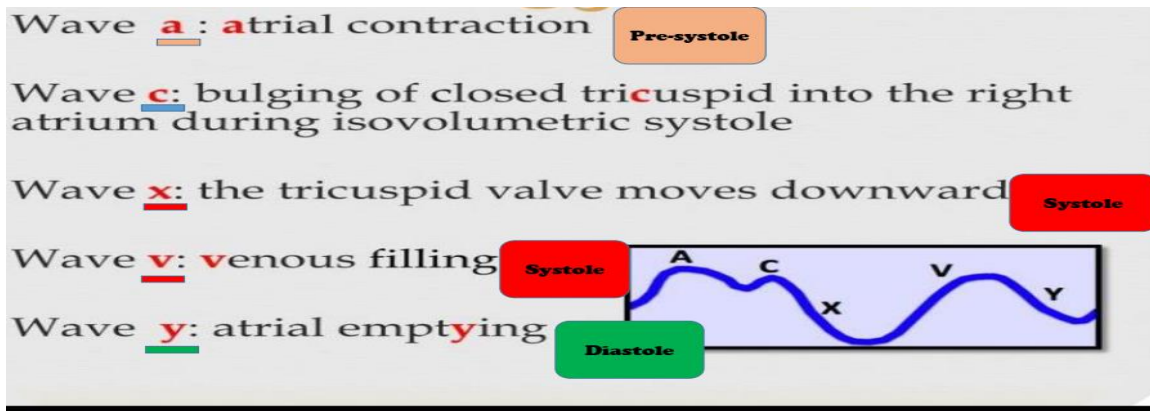 Wave a : atrial contraction Pre-systole
Wave c: bulging of closed tricuspid into the right
atrium during isovolumetric systole
Wave x: the tricuspid valve moves downward Systole
Wave v: venous filling Systole
A C V
X Y
Wave y: atrial emptying Diastole